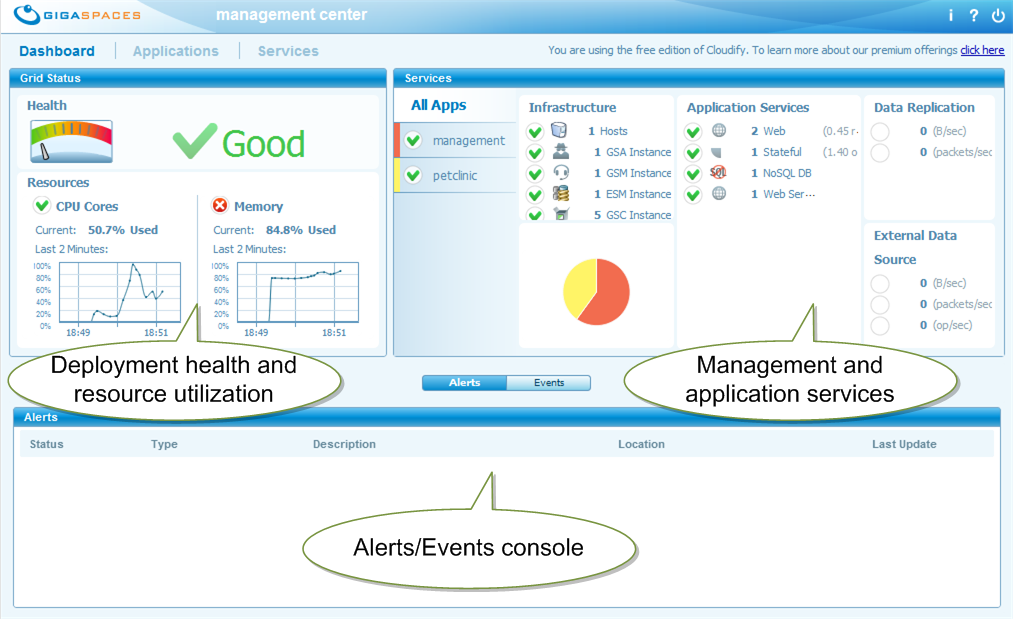 GIGASPACES management center
i ?
Dashboard Applications Services
You are using the free edition of Cloudify. To learn more about our premium offerings click here
Grid Status
Health
Good
Resources
CPU Cores
Current: 50.7% Used
Last 2 Minutes:
100%
80%
60%
40%
20%
0%
18:49 18:51
Memory
Current: 84.8% Used
Last 2 Minutes:
100%
80%
60%
40%
20%
0%
18:49 18:51
Services
All Apps
management
petclinic
Infrastructure
1 Hosts
1 GSA Instance
1 GSM Instance
1 ESM Instance
5 GSC Instance
Application Services
2 Web (0.45 r
1 Stateful (1.40 o
SQL 1 NoSQL DB
1 Web Ser...
Data Replication
0 (B/sec)
0 (packets/sec
External Data
Source
0 (B/sec)
0 (packets/sec
0 (op/sec)
Deployment health and
resource utilization
Management and
application services
Alerts Events
Alerts
Status Type Description Location Last Update
Alerts/Events console